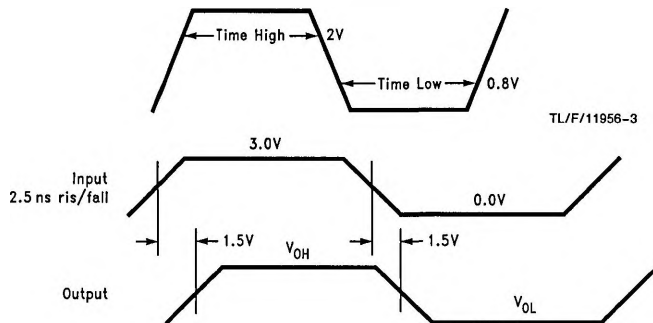 Time High
2V
Time Low
0.8V
TL/F/11956-3
3.0V
Input
2.5 ns ris/fall
0.0V
1.5V
1.5V
VOH
Output
VOL